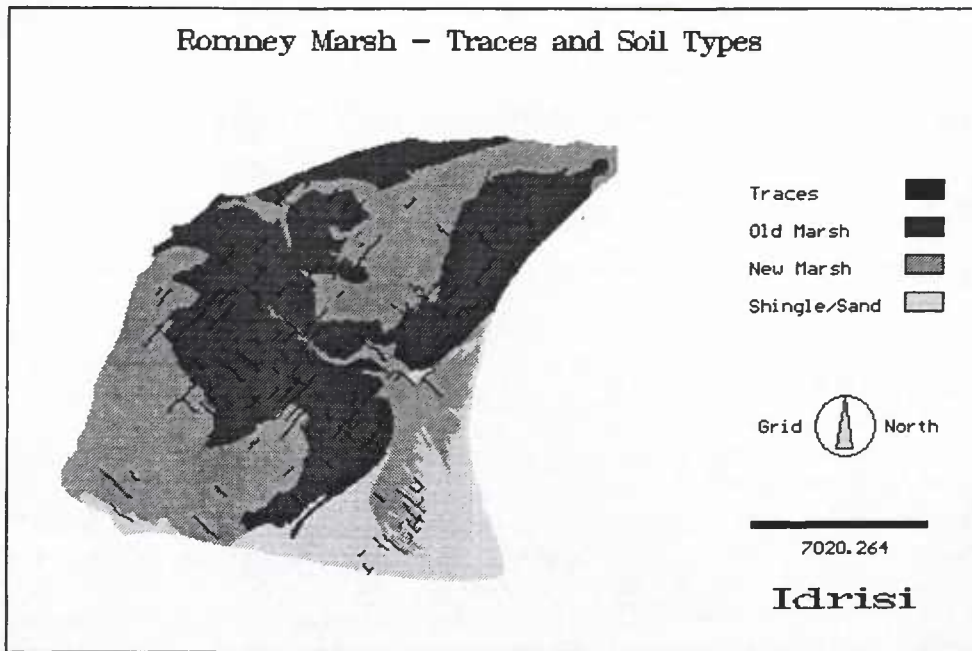 Romney Marsh – Traces and Soil Types
Traces
Old Marsh
New Marsh
Shingle/Sand
Grid North
7020.264
Idrisi